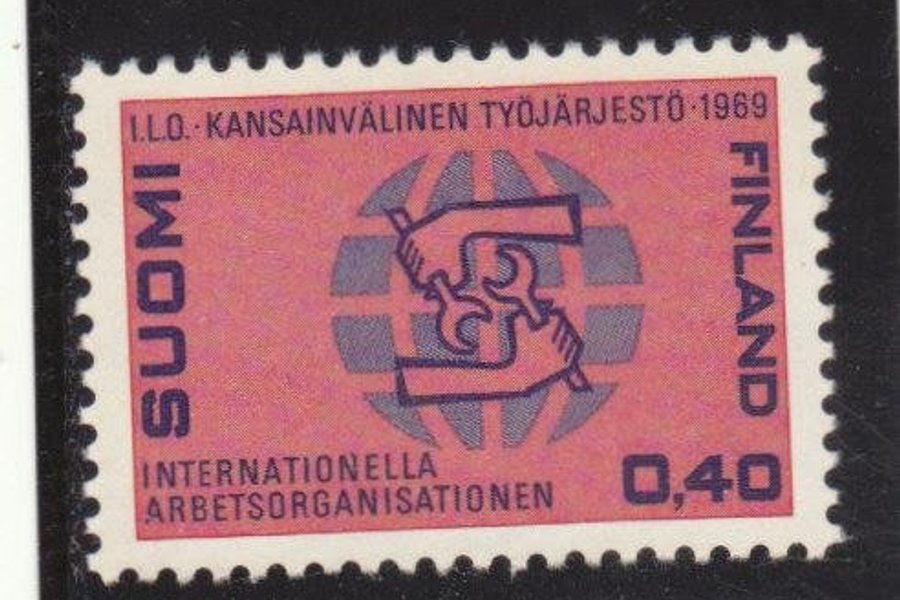 I.L.O.·KANSAINVÄLINEN TYÖJÄRJESTÖ·1969
SUOMI
FINLAND
INTERNATIONELLA
ARBETSORGANISATIONEN
0,40